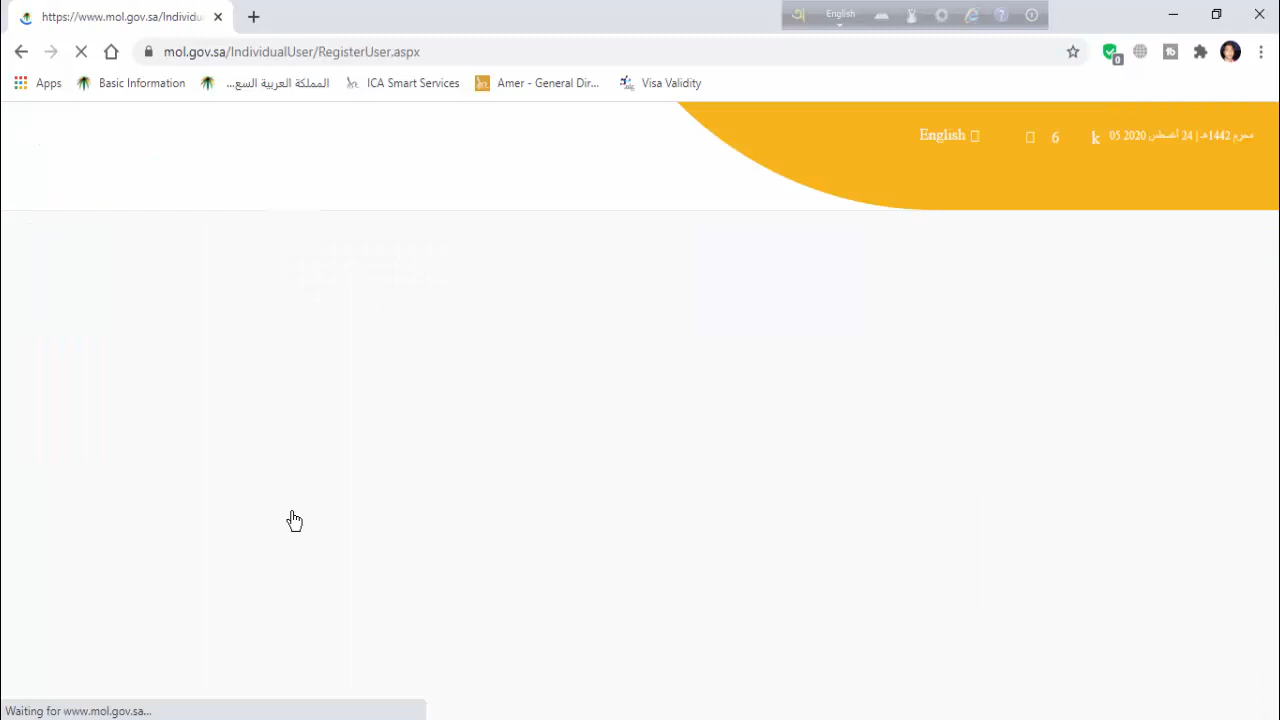 https://www.mol.gov.sa/Individu
English
mol.gov.sa/IndividualUser/RegisterUser.aspx
0
Apps
Basic Information
المملكة العربية السع...
ICA Smart Services
Amer - General Dir...
Visa Validity
English
6
k
05 محرم 1442هـ | 24 أغسطس 2020
Waiting for www.mol.gov.sa...